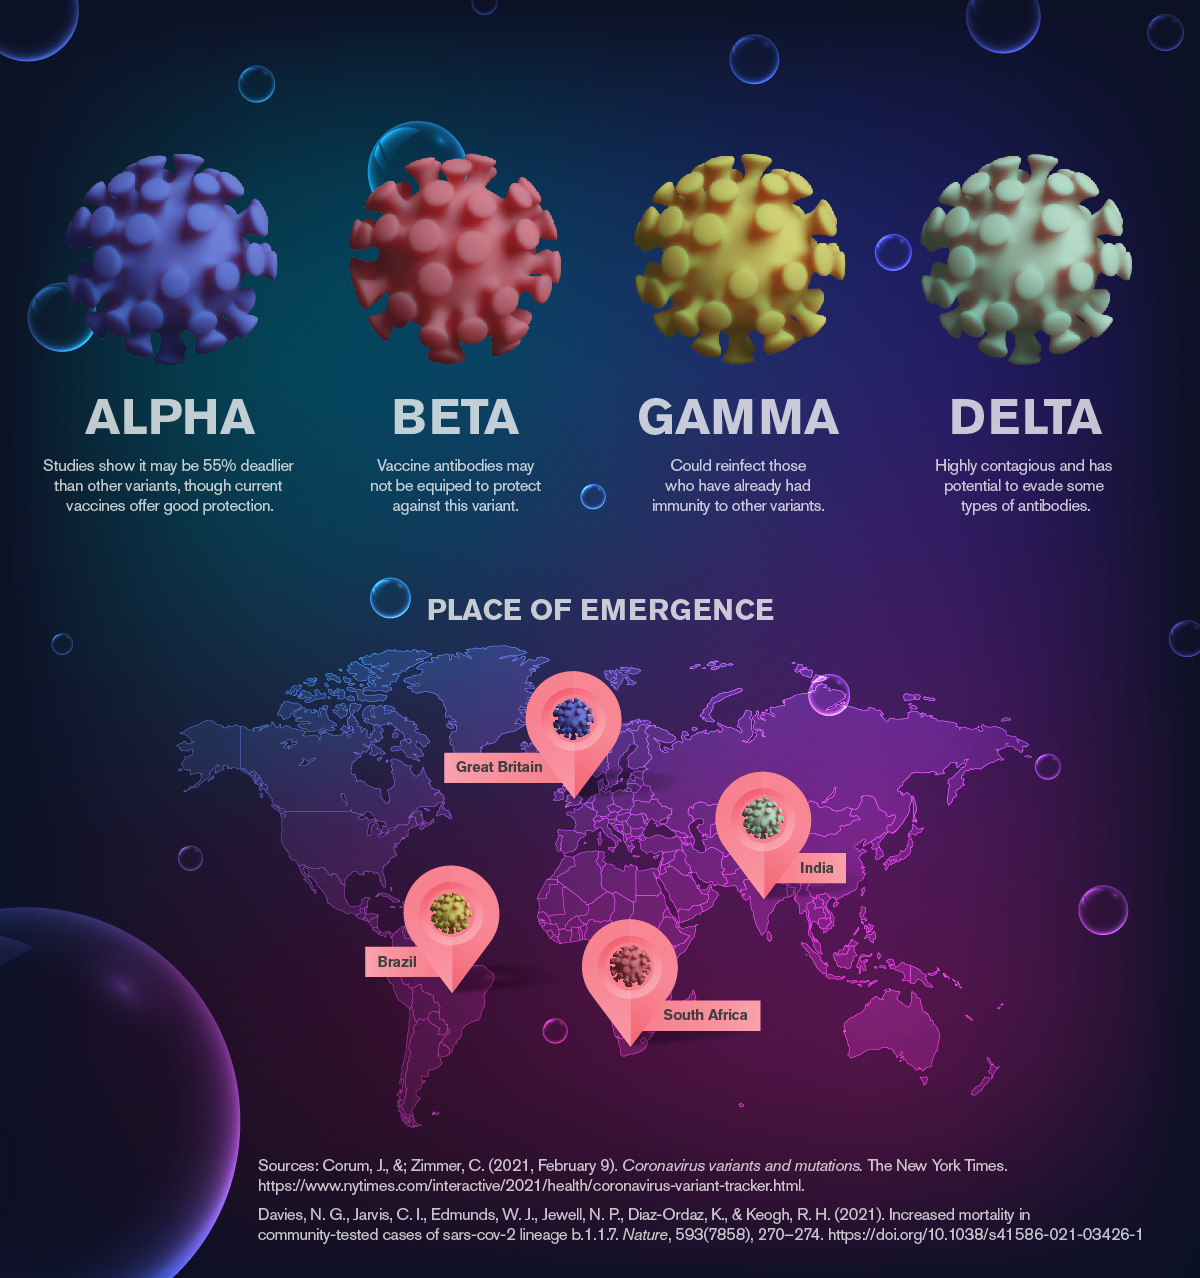 ALPHA
Studies show it may be 55% deadlier
than other variants, though current
vaccines offer good protection.
BETA
Vaccine antibodies may
not be equiped to protect
against this variant.
GAMMA
Could reinfect those
who have already had
immunity to other variants.
DELTA
Highly contagious and has
potential to evade some
types of antibodies.
PLACE OF EMERGENCE
Great Britain
India
Brazil
South Africa
Sources: Corum, J., &; Zimmer, C. (2021, February 9). Coronavirus variants and mutations. The New York Times.
https://www.nytimes.com/interactive/2021/health/coronavirus-variant-tracker.html.
Davies, N. G., Jarvis, C. I., Edmunds, W. J., Jewell, N. P., Diaz-Ordaz, K., & Keogh, R. H. (2021). Increased mortality in
community-tested cases of sars-cov-2 lineage b.1.1.7. Nature, 593(7858), 270–274. https://doi.org/10.1038/s41586-021-03426-1